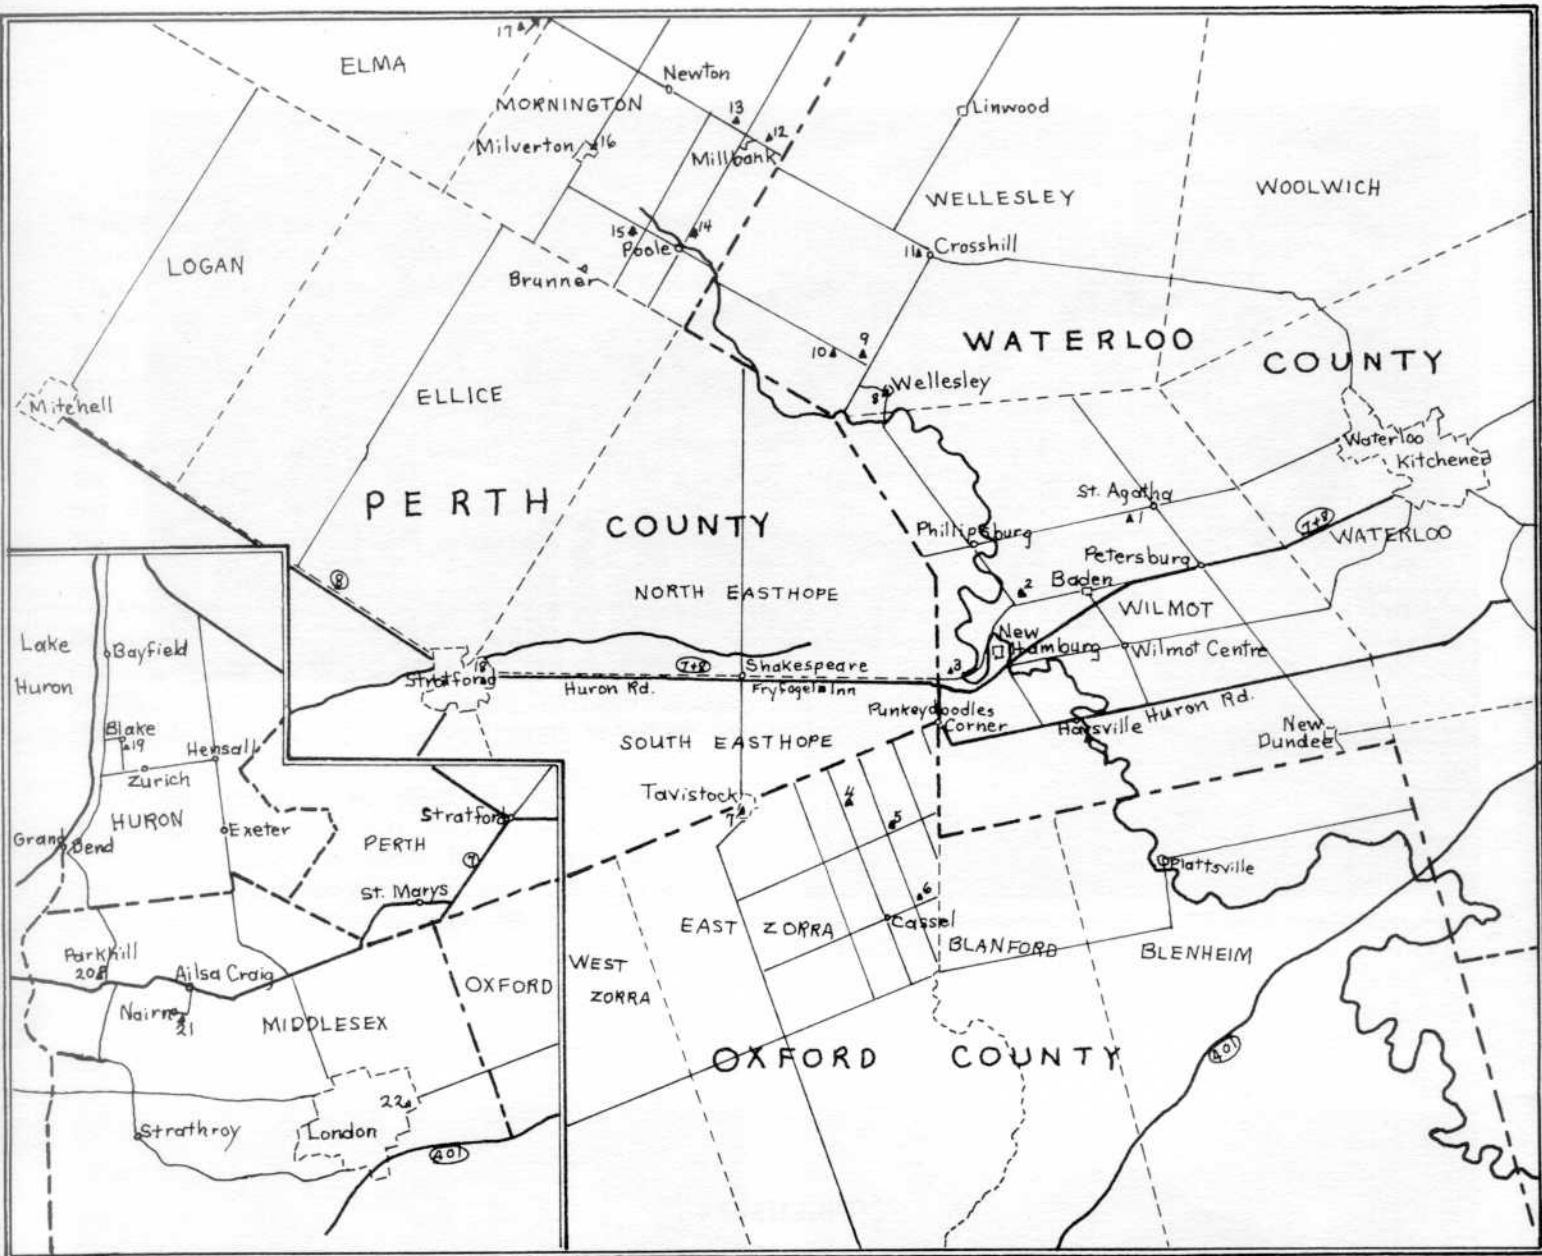 17
ELMA
Newton
MORNINGTON
13
12
Linwood
Milverton 16
Millbank
WELLESLEY
WOOLWICH
LOGAN
15
14
Poole
11
Crosshill
Brunner
WATERLOO
COUNTY
10
9
ELLICE
8
Wellesley
Mitchell
Waterloo
Kitchener
PERTH
COUNTY
St. Agatha
1
Phillipsburg
7+8
WATERLOO
Petersburg
8
NORTH EASTHOPE
2
Baden
WILMOT
New
Hamburg
Wilmot Centre
Lake
Huron
Bayfield
18
Stratford
7+8
Shakespeare
3
Huron Rd.
Fryfogel Inn
Punkeydoodles
Corner
Huron Rd.
Haysville
New
Dundee
Blake
19
Hensall
Zurich
SOUTH EASTHOPE
Tavistock
7
4
5
HURON
Exeter
Stratford
Grand
Bend
PERTH
7
Plattsville
St. Marys
6
Cassel
EAST ZORRA
BLANFORD
BLENHEIM
Parkhill
20
Ailsa Craig
OXFORD
WEST
ZORRA
Nairn
21
MIDDLESEX
OXFORD COUNTY
401
22
Strathroy
London
401